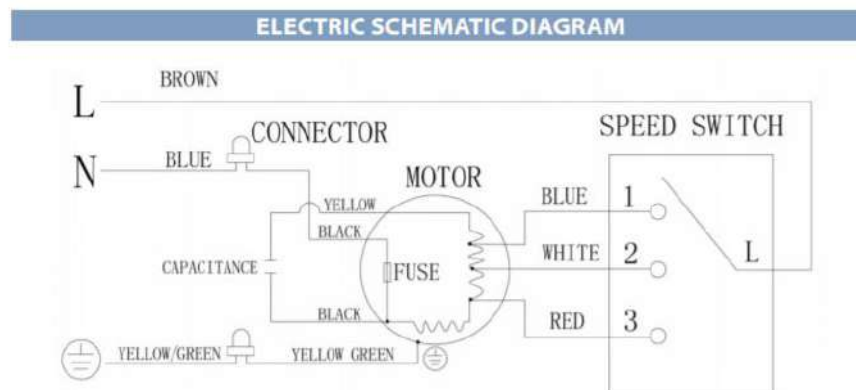 ELECTRIC SCHEMATIC DIAGRAM
L
BROWN
N
BLUE
CONNECTOR
SPEED SWITCH
MOTOR
YELLOW
BLACK
BLUE
1
CAPACITANCE
FUSE
WHITE
2
L
BLACK
RED
3
YELLOW/GREEN
YELLOW GREEN